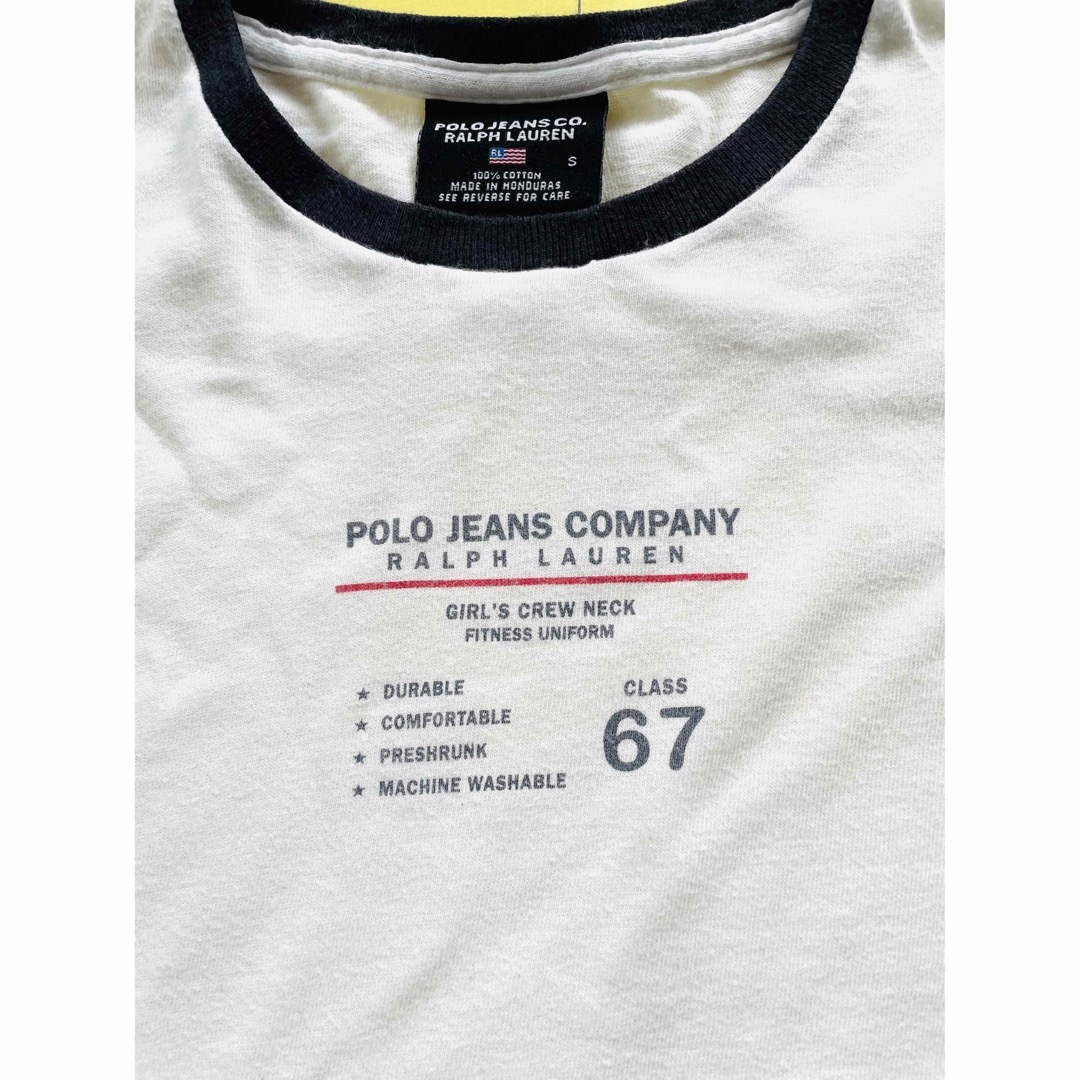 POLO JEANS CO.
RALPH LAUREN
RL
S
100% COTTON
MADE IN HONDURAS
SEE REVERSE FOR CARE
POLO JEANS COMPANY
RALPH LAUREN
GIRL'S CREW NECK
FITNESS UNIFORM
★ DURABLE
★ COMFORTABLE
★ PRESHRUNK
★ MACHINE WASHABLE
CLASS
67